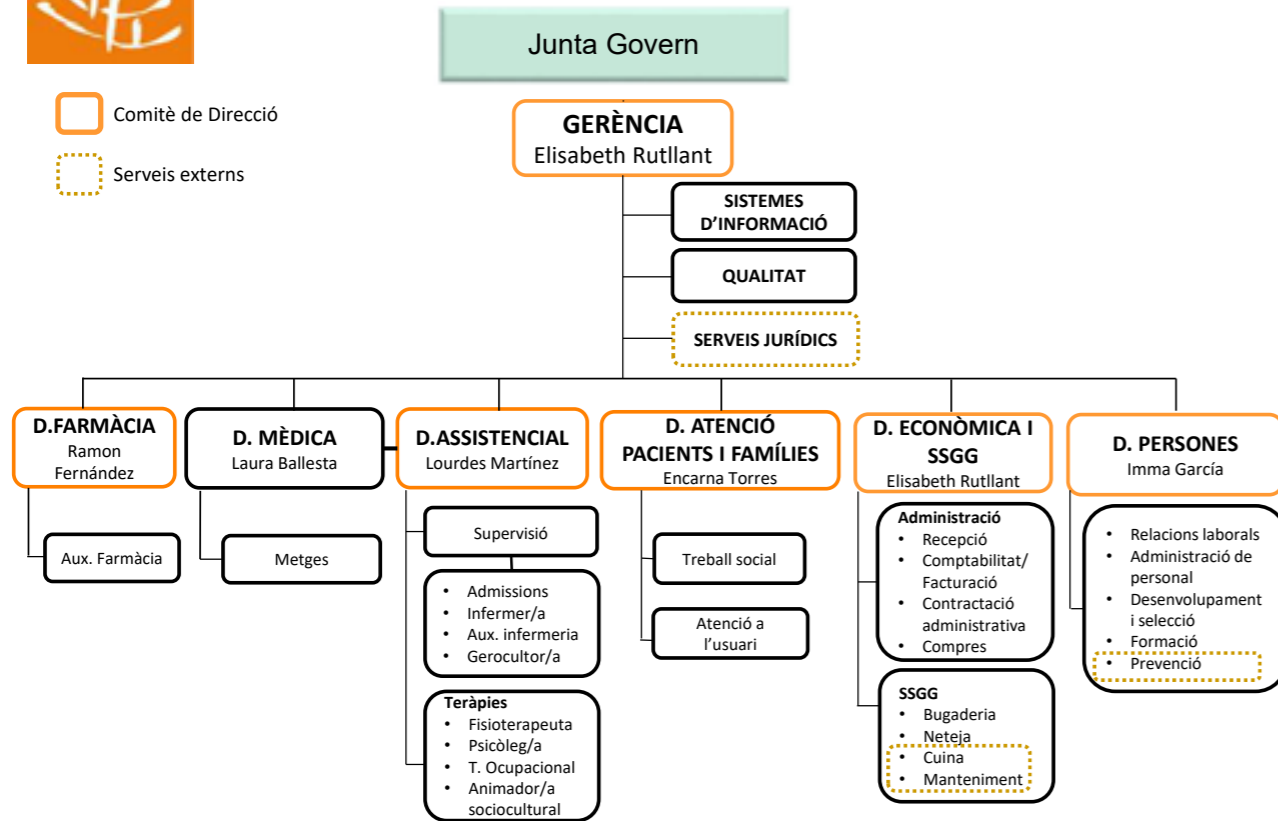 Junta Govern
Comitè de Direcció
Serveis externs
GERÈNCIA
Elisabeth Rutllant
SISTEMES
D’INFORMACIÓ
QUALITAT
SERVEIS JURÍDICS
D.FARMÀCIA
Ramon
Fernández
Aux. Farmàcia
D. MÈDICA
Laura Ballesta
Metges
D.ASSISTENCIAL
Lourdes Martínez
Supervisió
• Admissions
• Infermer/a
• Aux. infermeria
• Gerocultor/a
Teràpies
• Fisioterapeuta
• Psicòleg/a
• T. Ocupacional
• Animador/a
sociocultural
D. ATENCIÓ
PACIENTS I FAMÍLIES
Encarna Torres
Treball social
Atenció a
l’usuari
D. ECONÒMICA I
SSGG
Elisabeth Rutllant
Administració
• Recepció
• Comptabilitat/
Facturació
• Contractació
administrativa
• Compres
SSGG
• Bugaderia
• Neteja
• Cuina
• Manteniment
D. PERSONES
Imma García
• Relacions laborals
• Administració de
personal
• Desenvolupament
i selecció
• Formació
• Prevenció